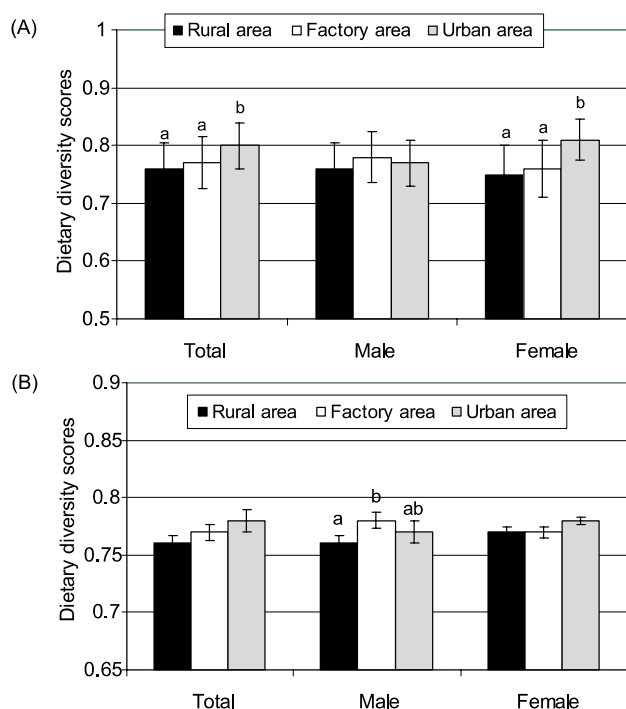 (A)
1
Rural area Factory area Urban area
0.9
b
b
a a
a a
0.8
0.7
0.6
0.5
Dietary diversity scores
Total Male Female
(B)
0.9
Rural area Factory area Urban area
0.85
0.8
b
ab
a
0.75
0.7
0.65
Dietary diversity scores
Total Male Female